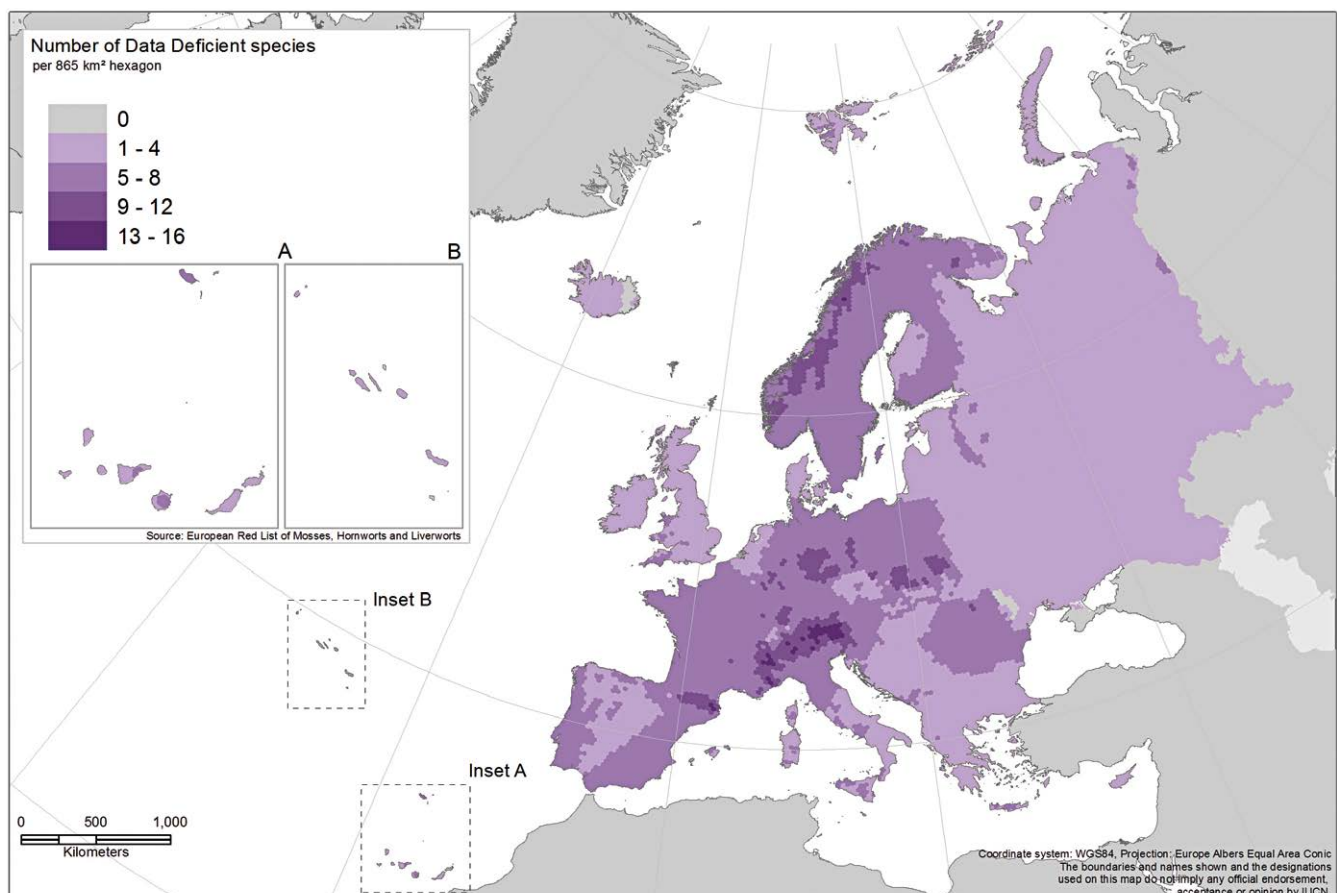 Number of Data Deficient species
per 865 km² hexagon
0
1 - 4
5 - 8
9 - 12
13 - 16
A
B
Source: European Red List of Mosses, Hornworts and Liverworts
Inset B
Inset A
0 500 1,000
Kilometers
Coordinate system: WGS84, Projection: Europe Albers Equal Area Conic
The boundaries and names shown and the designations
used on this map do not imply any official endorsement,
acceptance or opinion by IUCN